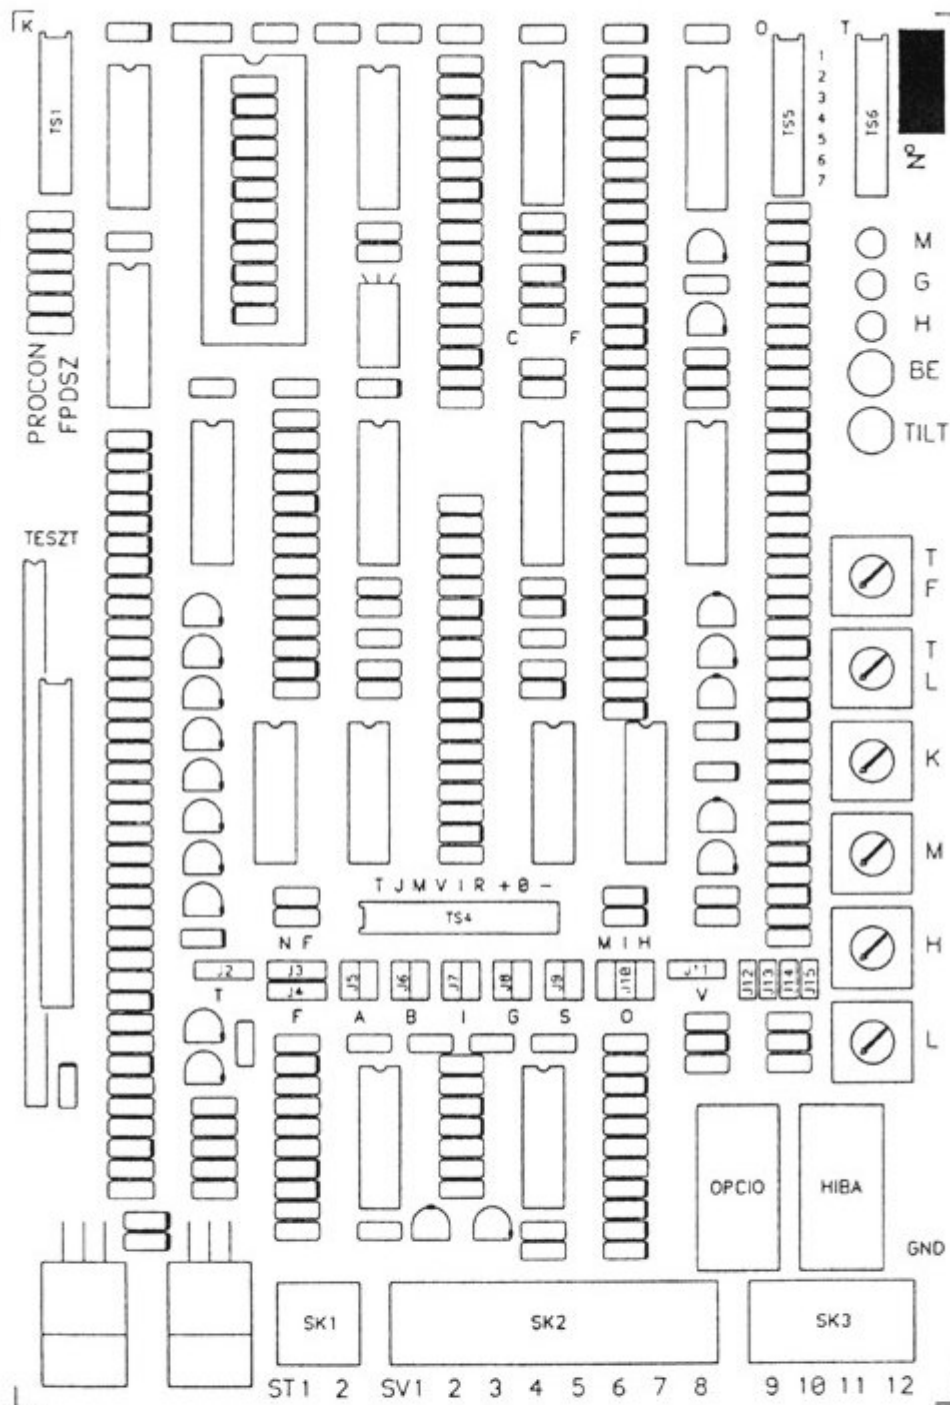 K
O
T
TS1
TS5
TS6
1
2
3
4
5
6
7
No
M
G
H
BE
TILT
PROCON
FPDSZ
C F
TESZT
T
F
T
L
K
M
H
L
T J M V I R + 0 -
TS4
N F
M I H
J2
J3
J4
J5
J6
J7
J8
J9
J10
J11
J12
J13
J14
J15
T
F
A
B
I
G
S
O
V
OPCIO
HIBA
GND
SK1
SK2
SK3
ST1 2 SV1 2 3 4 5 6 7 8 9 10 11 12